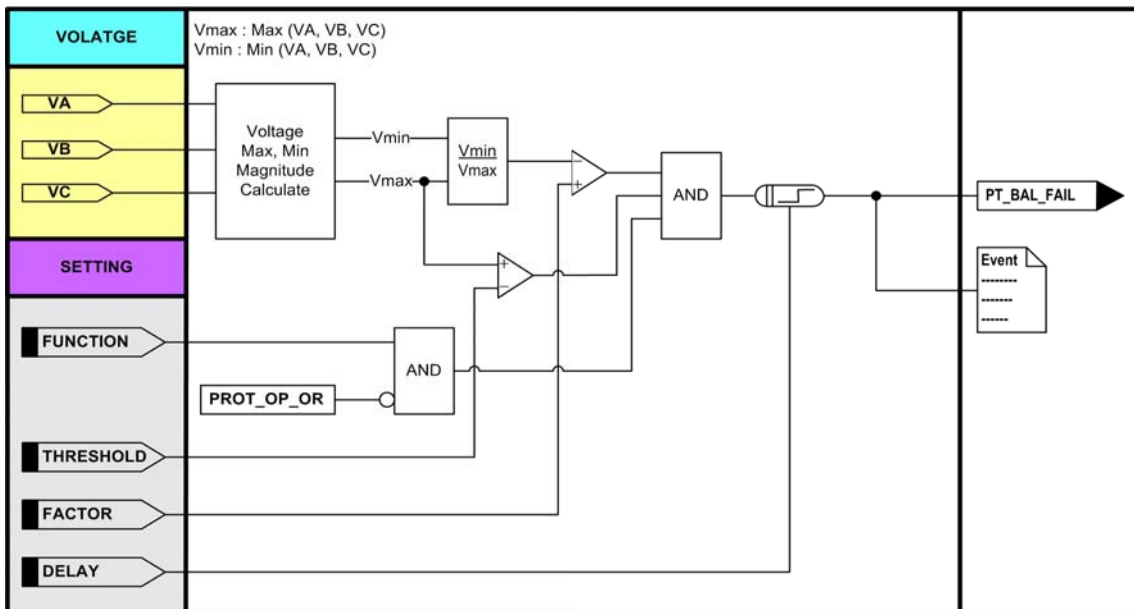 VOLATGE
Vmax : Max (VA, VB, VC)
Vmin : Min (VA, VB, VC)
VA
VB
VC
Voltage
Max, Min
Magnitude
Calculate
Vmin
Vmax
Vmin
Vmax
AND
PT_BAL_FAIL
Event
SETTING
FUNCTION
AND
PROT_OP_OR
THRESHOLD
FACTOR
DELAY